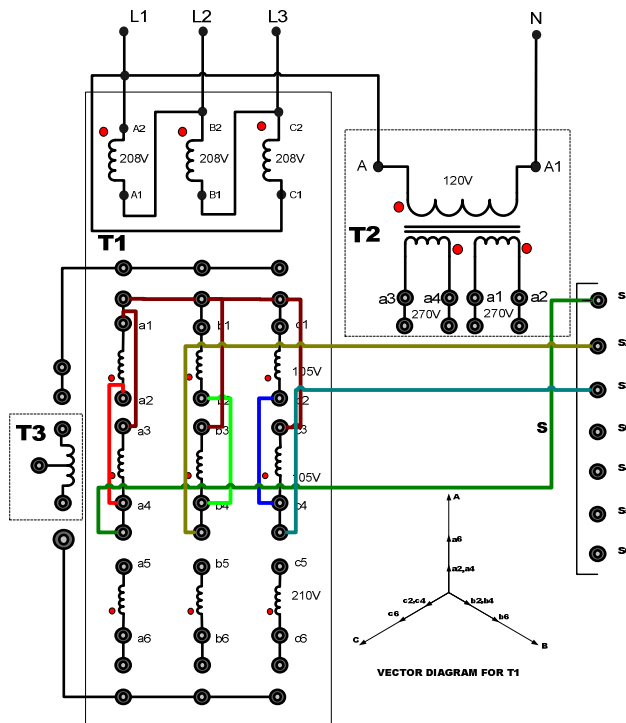 L1 L2 L3 N
A2 B2 C2
208V 208V 208V
A1 B1 C1
A A1
120V
T1
T2
a3 a4 a1 a2
270V 270V
a1 b1 c1
105V
a2 b2 c2
a3 b3 c3
T3
S
105V
a4 b4 c4
a5 b5 c5
210V
a6 b6 c6
A
a6
a2,a4
c2,c4 b2,b4
c6 b6
C B
VECTOR DIAGRAM FOR T1